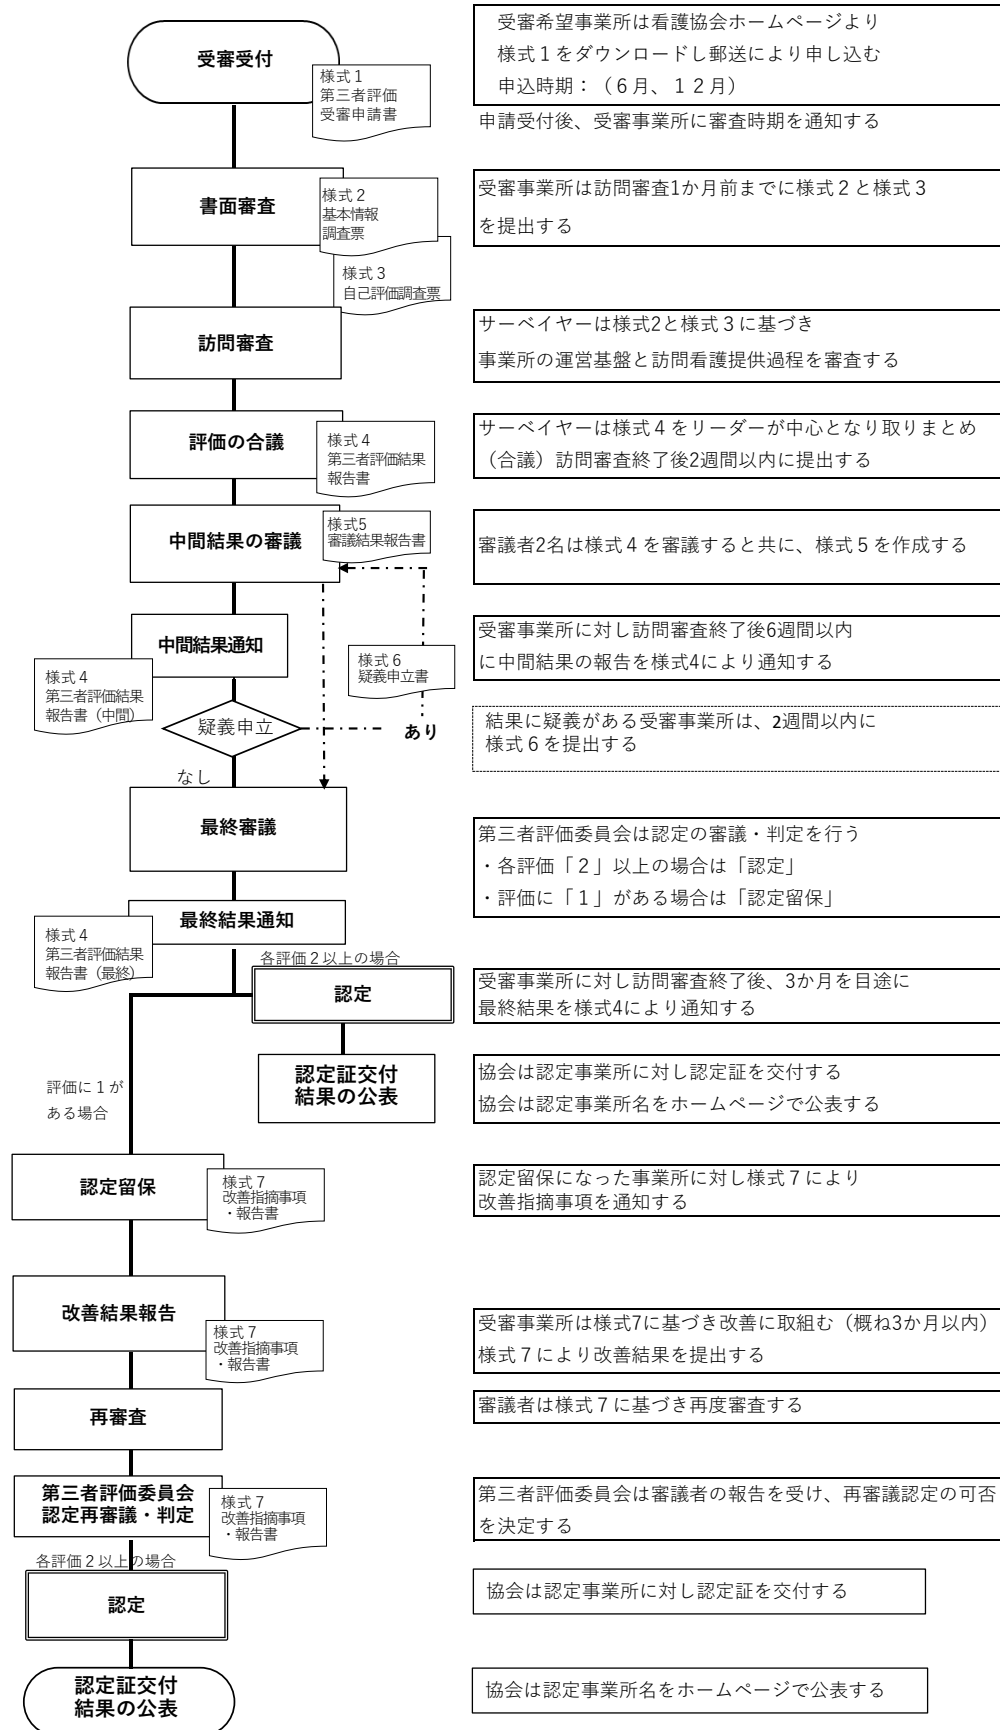 受審受付
様式１
第三者評価
受審申請書
受審希望事業所は看護協会ホームページより
様式１をダウンロードし郵送により申し込む
申込時期：（６月、１２月）
申請受付後、受審事業所に審査時期を通知する
書面審査
様式２
基本情報
調査票
様式３
自己評価調査票
受審事業所は訪問審査1か月前までに様式２と様式３
を提出する
訪問審査
サーベイヤーは様式2と様式３に基づき
事業所の運営基盤と訪問看護提供過程を審査する
評価の合議
様式４
第三者評価結果
報告書
サーベイヤーは様式４をリーダーが中心となり取りまとめ
（合議）訪問審査終了後2週間以内に提出する
中間結果の審議
様式5
審議結果報告書
審議者2名は様式４を審議すると共に、様式５を作成する
中間結果通知
様式４
第三者評価結果
報告書（中間）
様式６
疑義申立書
受審事業所に対し訪問審査終了後6週間以内
に中間結果の報告を様式4により通知する
疑義申立
あり
なし
結果に疑義がある受審事業所は、2週間以内に
様式６を提出する
最終審議
第三者評価委員会は認定の審議・判定を行う
・各評価「２」以上の場合は「認定」
・評価に「１」がある場合は「認定留保」
最終結果通知
様式４
第三者評価結果
報告書（最終）
各評価２以上の場合
認定
受審事業所に対し訪問審査終了後、3か月を目途に
最終結果を様式4により通知する
認定証交付
結果の公表
協会は認定事業所に対し認定証を交付する
協会は認定事業所名をホームページで公表する
評価に１が
ある場合
認定留保
様式７
改善指摘事項
・報告書
認定留保になった事業所に対し様式７により
改善指摘事項を通知する
改善結果報告
様式７
改善指摘事項
・報告書
受審事業所は様式7に基づき改善に取組む（概ね3か月以内）
様式７により改善結果を提出する
再審査
審議者は様式７に基づき再度審査する
第三者評価委員会
認定再審議・判定
様式７
改善指摘事項
・報告書
第三者評価委員会は審議者の報告を受け、再審議認定の可否
を決定する
各評価２以上の場合
認定
協会は認定事業所に対し認定証を交付する
認定証交付
結果の公表
協会は認定事業所名をホームページで公表する